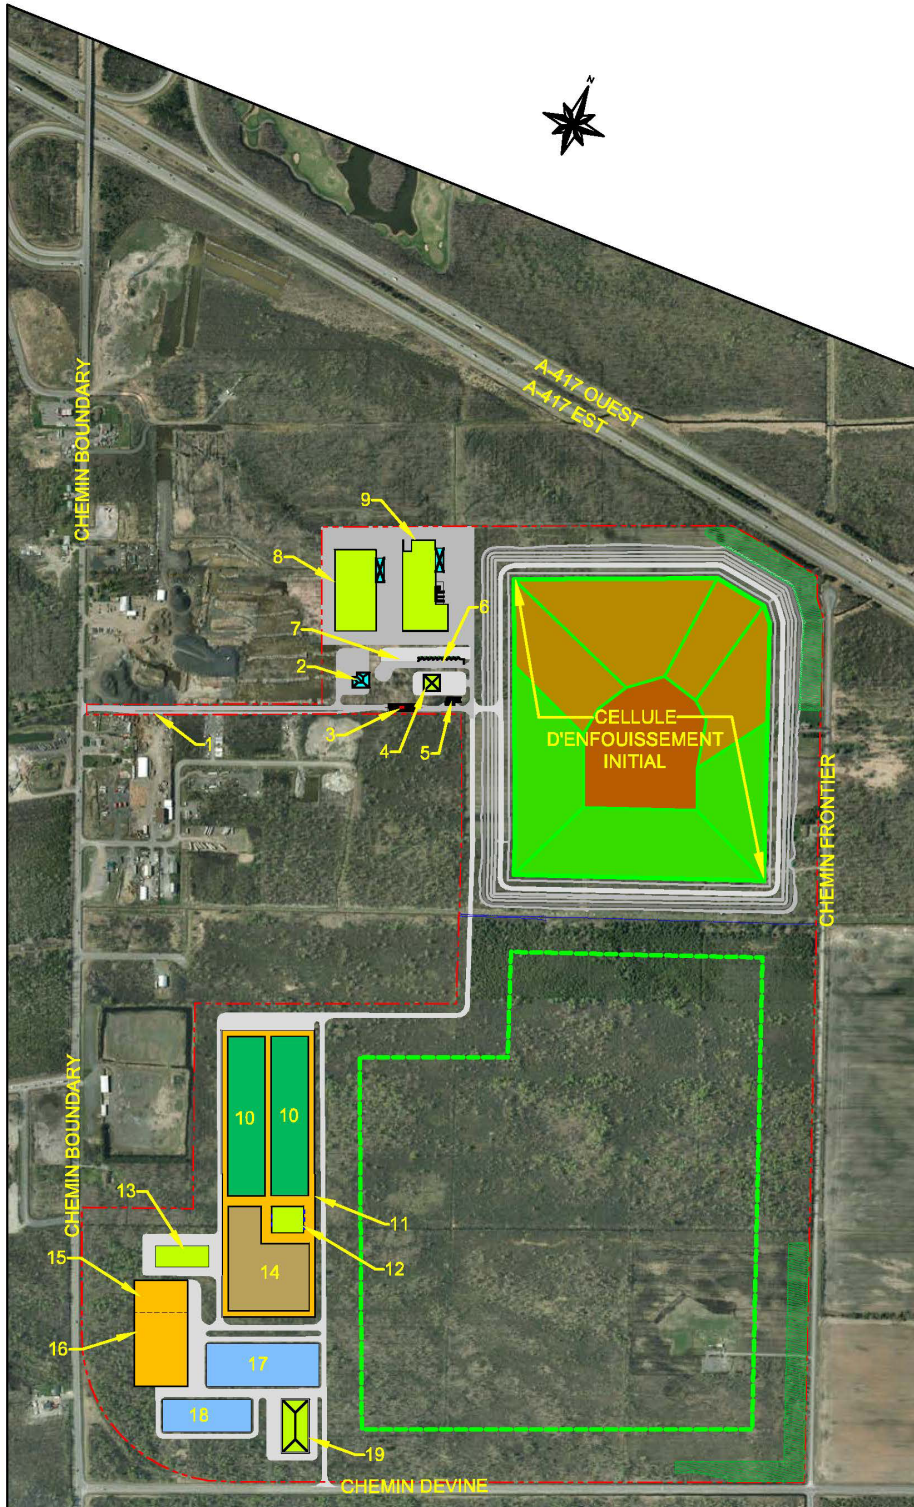 N
A-417 OUEST
A-417 EST
CHEMIN BOUNDARY
9
8
7
6
2
1
3
4
5
CELLULE
D'ENFOUISSEMENT
INITIAL
CHEMIN FRONTIER
CHEMIN BOUNDARY
10
10
11
12
13
14
15
16
17
18
19
CHEMIN DEVINE